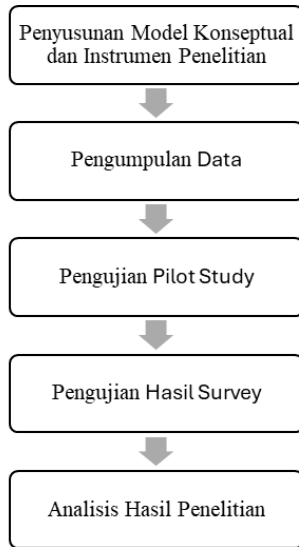 Penyusunan Model Konseptual
dan Instrumen Penelitian
Pengumpulan Data
Pengujian Pilot Study
Pengujian Hasil Survey
Analisis Hasil Penelitian